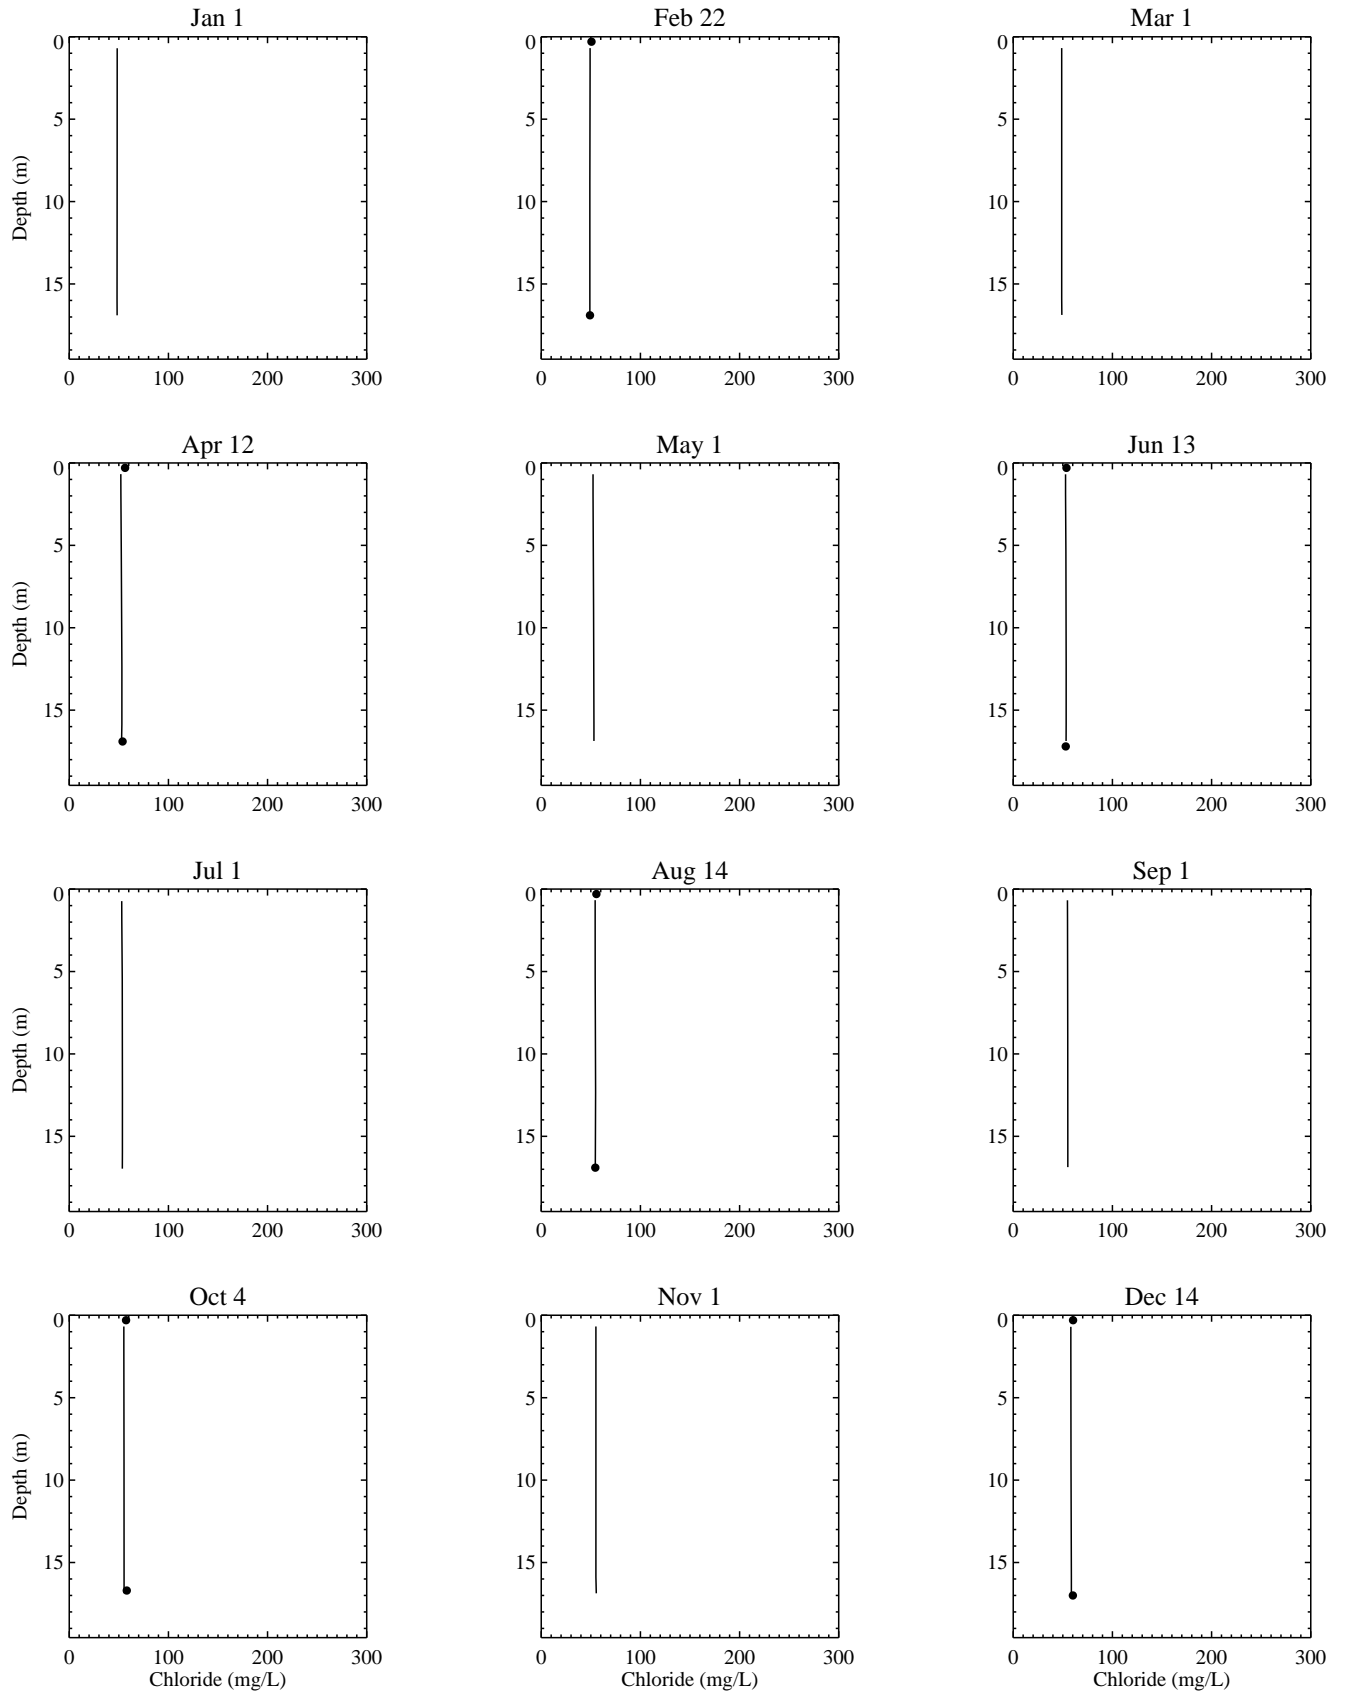 Jan 1 Feb 22 Mar 1
0 0 0
5 5 5
10 10 10
15 15 15
Depth (m)
0 100 200 300 0 100 200 300 0 100 200 300
Apr 12 May 1 Jun 13
0 0 0
5 5 5
10 10 10
15 15 15
Depth (m)
0 100 200 300 0 100 200 300 0 100 200 300
Jul 1 Aug 14 Sep 1
0 0 0
5 5 5
10 10 10
15 15 15
Depth (m)
0 100 200 300 0 100 200 300 0 100 200 300
Oct 4 Nov 1 Dec 14
0 0 0
5 5 5
10 10 10
15 15 15
Depth (m)
0 100 200 300 0 100 200 300 0 100 200 300
Chloride (mg/L) Chloride (mg/L) Chloride (mg/L)